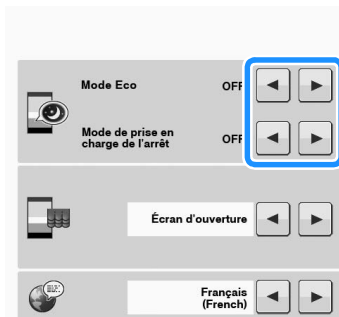 Mode Eco OFF
Mode de prise en
charge de l'arrêt OFF
Écran d'ouverture
Français
(French)